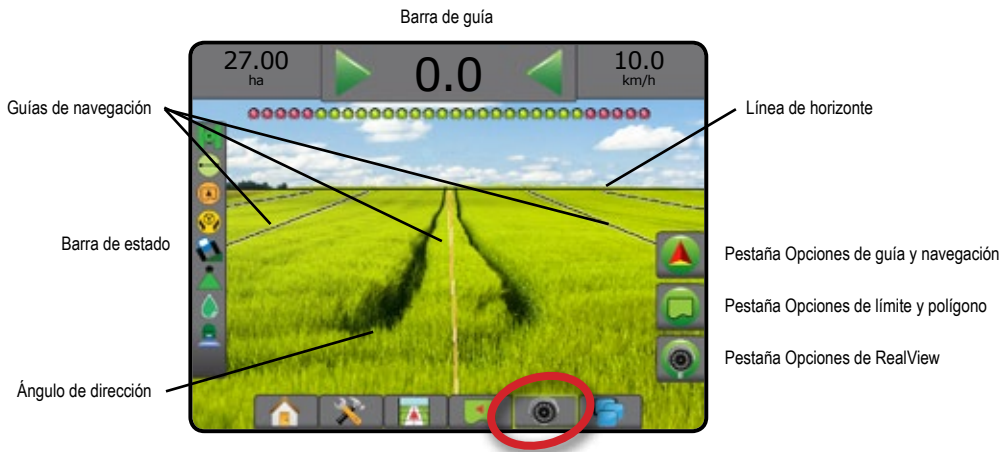 Barra de guía
27.00
ha
0.0
10.0
km/h
Guías de navegación
Línea de horizonte
Barra de estado
Pestaña Opciones de guía y navegación
Pestaña Opciones de límite y polígono
Pestaña Opciones de RealView
Ángulo de dirección